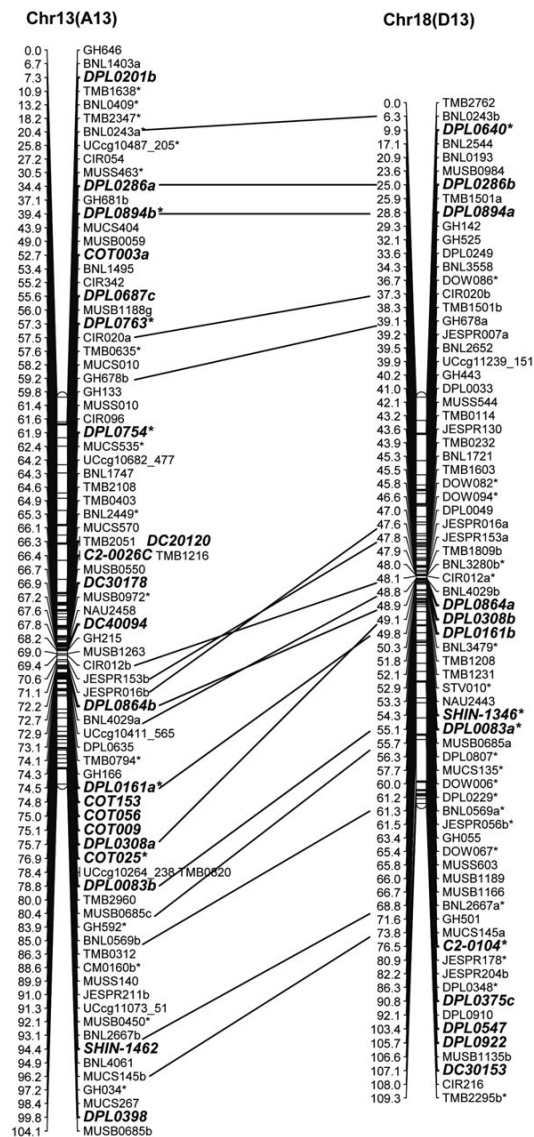 Chr13(A13)
0.0 GH646
6.7 BNL1403a
7.3 DPL0201b
10.9 TMB1638*
13.2 BNL0409*
18.2 TMB2347*
20.4 BNL0243a*
25.8 UCcg10487_205*
27.2 CIR054
30.5 MUSS463*
34.4 DPL0286a
37.1 GH681b
39.4 DPL0894b*
43.9 MUCS404
49.0 MUSB0059
52.7 COT003a
53.4 BNL1495
55.2 CIR342
55.6 DPL0687c
56.0 MUSB1188g
57.3 DPL0763*
57.5 CIR020a
57.6 TMB0635*
58.2 MUCS010
59.2 GH678b
59.8 GH133
61.4 MUSS010
61.6 CIR096
61.9 DPL0754*
62.4 MUCS535*
64.2 UCcg10682_477
64.3 BNL1747
64.6 TMB2108
64.9 TMB0403
65.3 BNL2449*
66.1 MUCS570
66.3 TMB2051 DC20120
66.4 C2-0026C TMB1216
66.7 MUSB0550
66.9 DC30178
67.2 MUSB0972*
67.6 NAU2458
67.8 DC40094
68.2 GH215
69.0 MUSB1263
69.4 CIR012b
70.6 JESPR153b
71.1 JESPR016b
72.2 DPL0864b
72.7 BNL4029a
72.9 UCcg10411_565
73.1 DPL0635
74.1 TMB0794*
74.3 GH166
74.5 DPL0161a*
74.8 COT153
75.0 COT056
75.1 COT009
75.7 DPL0308a
76.9 COT025*
78.4 UCcg10264_238 TMB0820
78.8 DPL0083b
80.0 TMB2960
80.4 MUSB0685c
83.9 GH592*
85.0 BNL0569b
86.3 TMB0312
88.6 CM0160b*
89.9 MUSS140
91.0 JESPR211b
91.3 UCcg11073_51
92.1 MUSB0450*
93.1 BNL2667b
94.4 SHIN-1462
94.9 BNL4061
96.2 MUCS145b
97.2 GH034*
98.4 MUCS267
99.8 DPL0398
104.1 MUSB0685b
Chr18(D13)
0.0 TMB2762
6.3 BNL0243b
9.9 DPL0640*
17.1 BNL2544
20.9 BNL0193
23.6 MUSB0984
25.0 DPL0286b
25.9 TMB1501a
28.8 DPL0894a
29.3 GH142
32.1 GH525
33.6 DPL0249
34.3 BNL3558
36.7 DOW086*
37.3 CIR020b
38.3 TMB1501b
39.1 GH678a
39.2 JESPR007a
39.5 BNL2652
39.9 UCcg11239_151
40.2 GH443
41.0 DPL0033
42.1 MUSS544
43.2 TMB0114
43.6 JESPR130
43.9 TMB0232
45.3 BNL1721
45.5 TMB1603
45.8 DOW082*
46.6 DOW094*
47.0 DPL0049
47.6 JESPR016a
47.8 JESPR153a
47.9 TMB1809b
48.0 BNL3280b*
48.1 CIR012a*
48.8 BNL4029b
48.9 DPL0864a
49.1 DPL0308b
49.8 DPL0161b
50.3 BNL3479*
51.8 TMB1208
52.1 TMB1231
52.9 STV010*
53.3 NAU2443
54.3 SHIN-1346*
55.1 DPL0083a*
55.7 MUSB0685a
56.3 DPL0807*
57.7 MUCS135*
60.0 DOW006*
61.2 DPL0229*
61.3 BNL0569a*
61.5 JESPR056b*
63.4 GH055
65.4 DOW067*
65.8 MUSS603
66.0 MUSB1189
66.7 MUSB1166
68.8 BNL2667a*
71.6 GH501
73.8 MUCS145a
76.5 C2-0104*
80.9 JESPR178*
82.2 JESPR204b
86.3 DPL0348*
90.8 DPL0375c
92.1 DPL0910
103.4 DPL0547
105.7 DPL0922
106.6 MUSB1135b
107.1 DC30153
108.0 CIR216
109.3 TMB2295b*